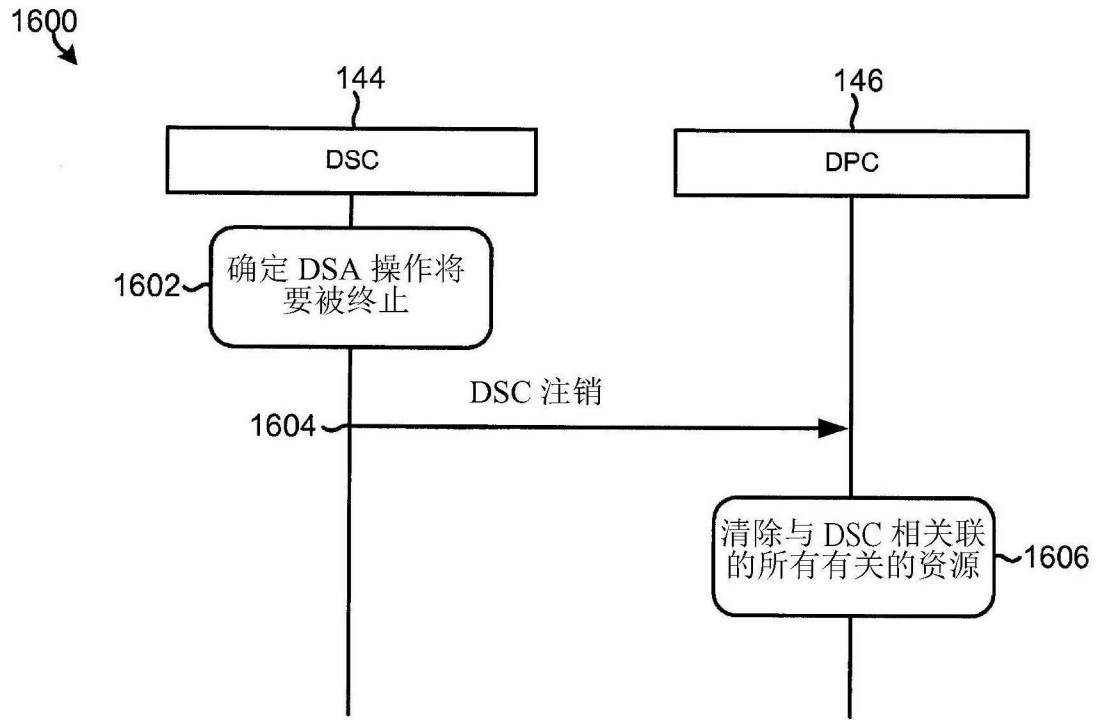 1600
144
146
DSC
DPC
确定 DSA 操作将
要被终止
1602
DSC 注销
1604
清除与 DSC 相关联
的所有有关的资源
1606